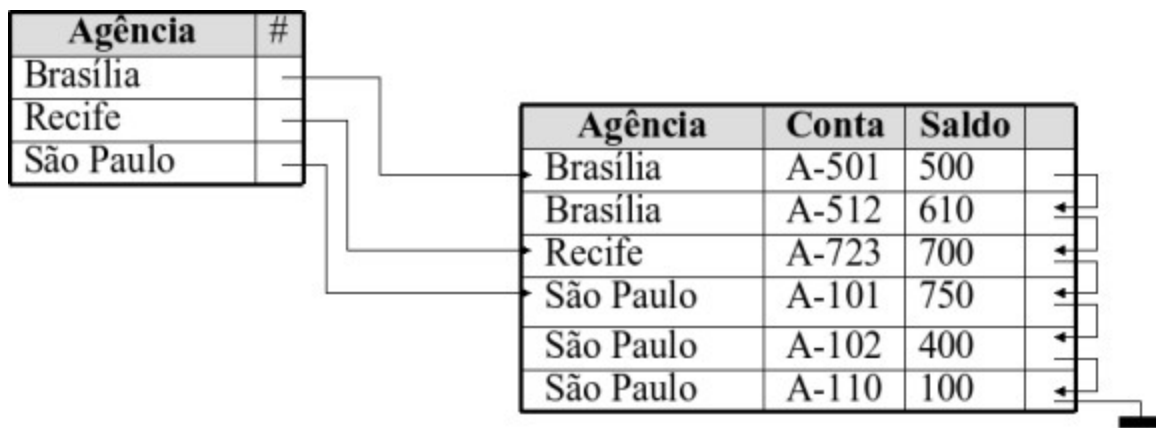 Agência #
Brasília
Recife
São Paulo
Agência Conta Saldo
Brasília A-501 500
Brasília A-512 610
Recife A-723 700
São Paulo A-101 750
São Paulo A-102 400
São Paulo A-110 100